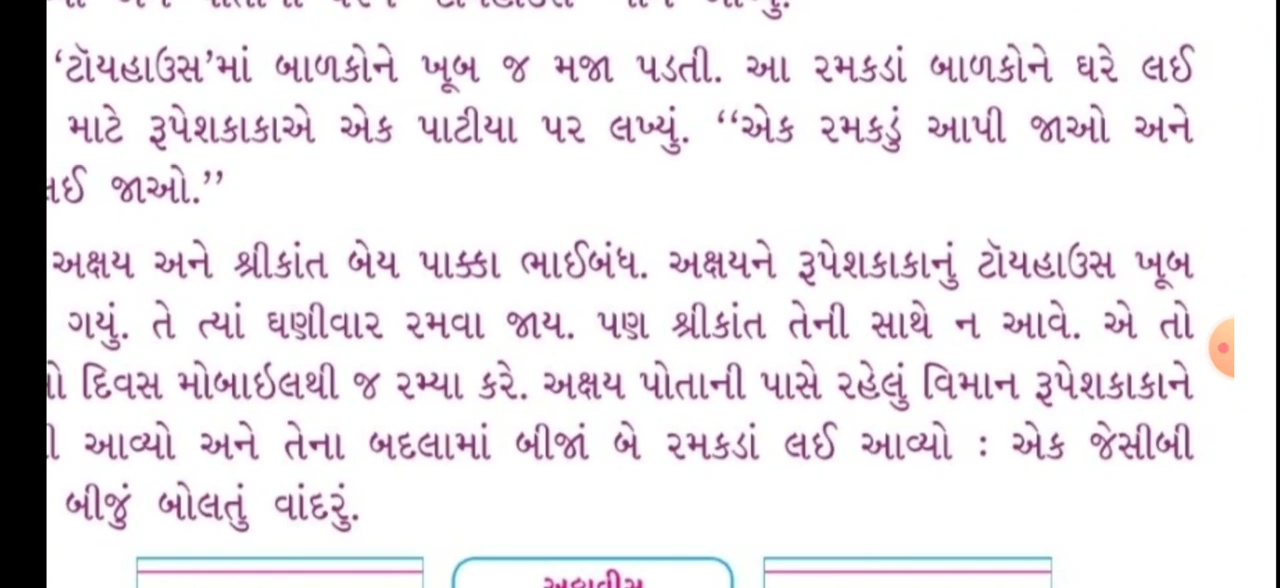 ‘ટૉયહાઉસ’માં બાળકોને ખૂબ જ મજા પડતી. આ રમકડાં બાળકોને ઘરે લઈ
માટે રૂપેશકાકાએ એક પાટીયા પર લખ્યું. “એક રમકડું આપી જાઓ અને
જાઓ.”
અક્ષય અને શ્રીકાંત બેય પાક્કા ભાઈબંધ. અક્ષયને રૂપેશકાકાનું ટૉયહાઉસ ખૂબ
ગયું. તે ત્યાં ઘણીવાર રમવા જાય. પણ શ્રીકાંત તેની સાથે ન આવે. એ તો
દિવસ મોબાઇલથી જ રમ્યા કરે. અક્ષય પોતાની પાસે રહેલું વિમાન રૂપેશકાકાને
આવ્યો અને તેના બદલામાં બીજાં બે રમકડાં લઈ આવ્યો : એક જેસીબી
બીજું બોલતું વાંદરું.